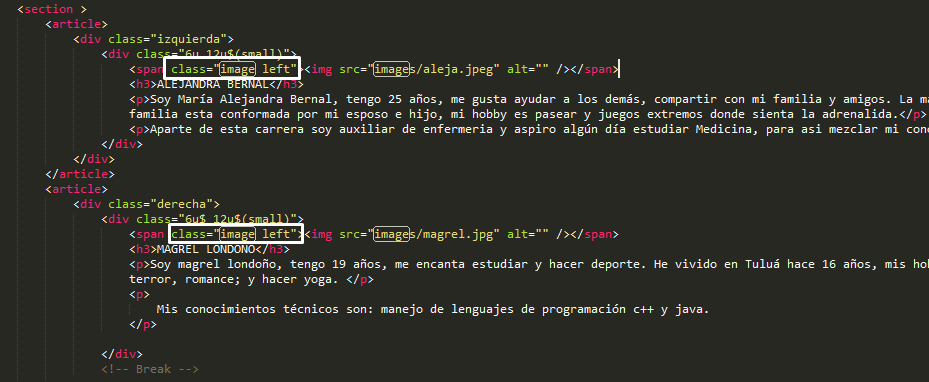 <section >
<article>
<div class="izquierda">
<div class="6u 12u$(small)">
<span class="image left"><img src="images/aleja.jpeg" alt="" /></span>
<h3>ALEJANDRA BERNAL</h3>
<p>Soy María Alejandra Bernal, tengo 25 años, me gusta ayudar a los demás, compartir con mi familia y amigos. La ma
familia esta conformada por mi esposo e hijo, mi hobby es pasear y juegos extremos donde sienta la adrenalida.</p>
<p>Aparte de esta carrera soy auxiliar de enfermeria y aspiro algún día estudiar Medicina, para asi mezclar mi cono
</div>
</div>
</article>
<article>
<div class="derecha">
<div class="6u$ 12u$(small)">
<span class="image left"><img src="images/magrel.jpg" alt="" /></span>
<h3>MAGREL LONDOÑO</h3>
<p>Soy magrel londoño, tengo 19 años, me encanta estudiar y hacer deporte. He vivido en Tuluá hace 16 años, mis hob
terror, romance; y hacer yoga. </p>
<p>
Mis conocimientos técnicos son: manejo de lenguajes de programación c++ y java.
</p>
</div>
<!-- Break -->